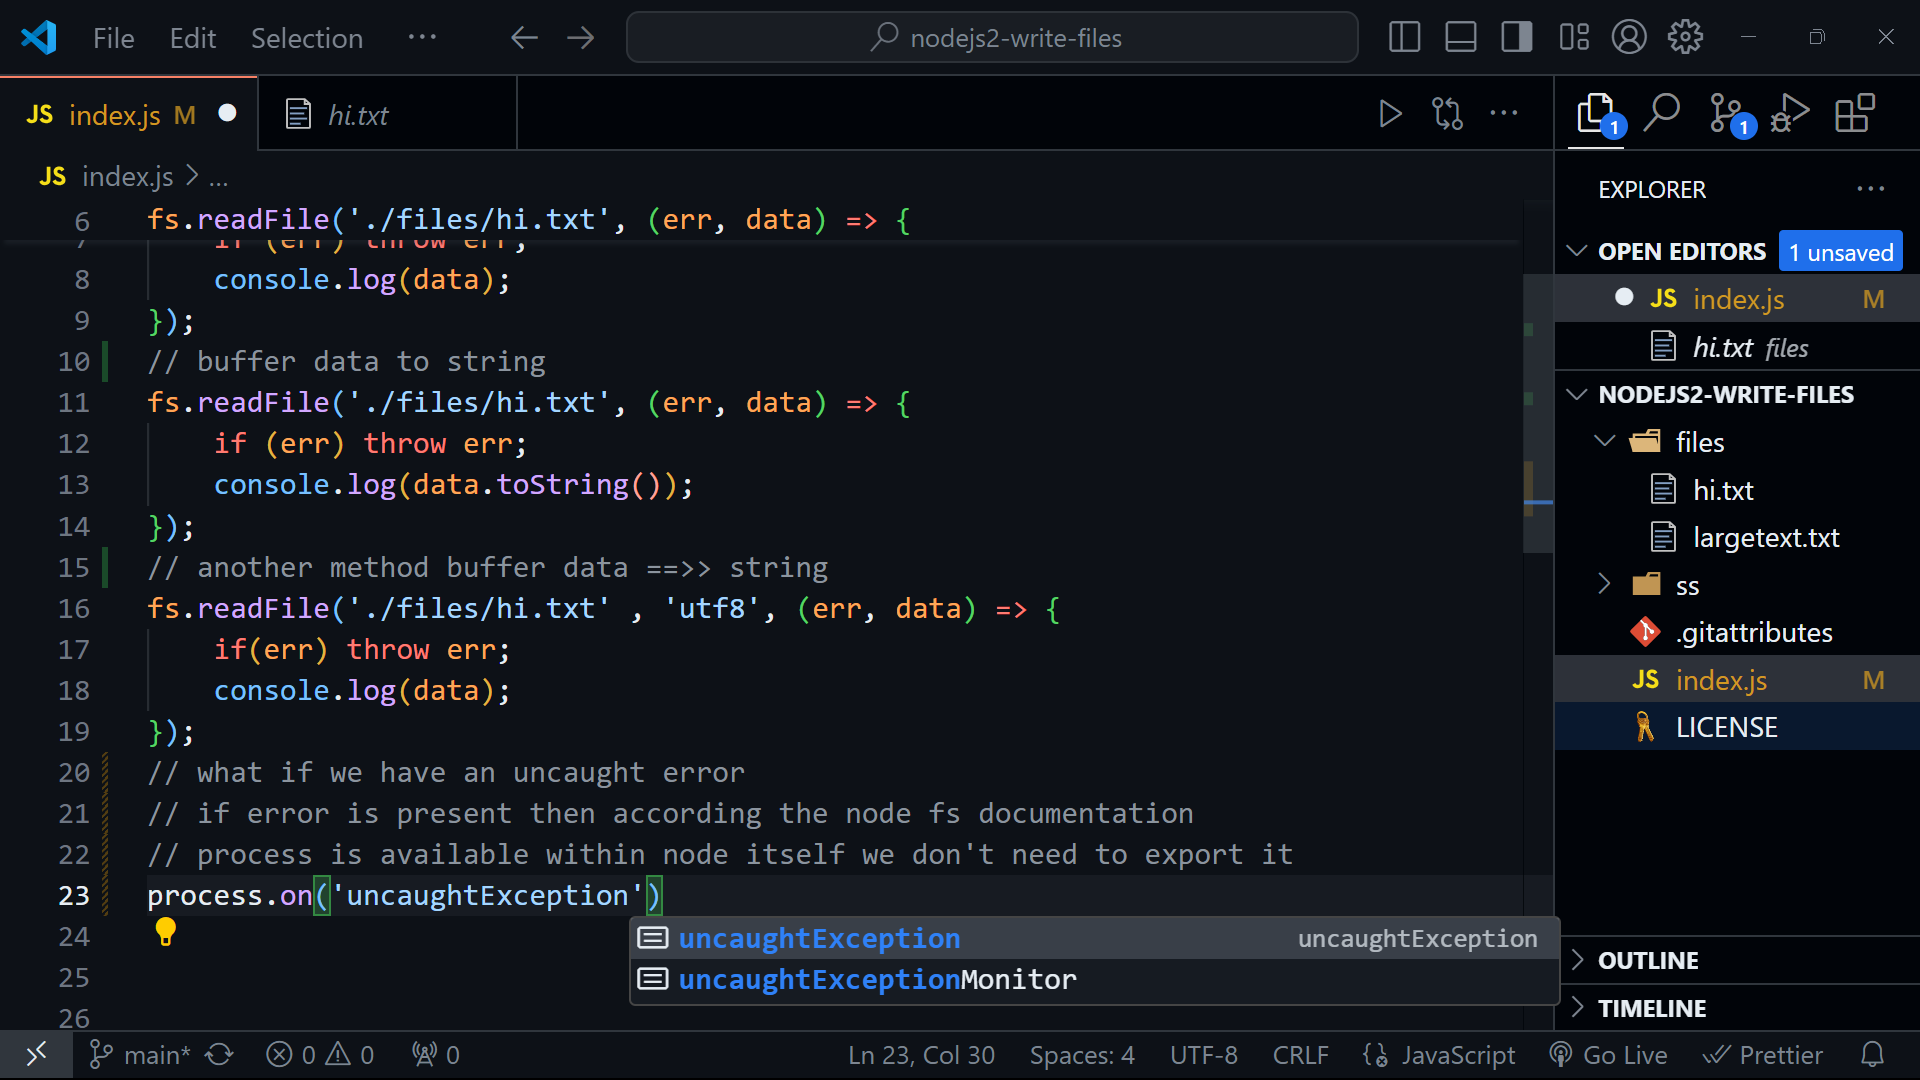 File Edit Selection ··· nodejs2-write-files
JS index.js M hi.txt
JS index.js > ...
6 fs.readFile('./files/hi.txt', (err, data) => {
7 if (err) throw err;
8 console.log(data);
9 });
10 // buffer data to string
11 fs.readFile('./files/hi.txt', (err, data) => {
12 if (err) throw err;
13 console.log(data.toString());
14 });
15 // another method buffer data ==>> string
16 fs.readFile('./files/hi.txt' , 'utf8', (err, data) => {
17 if(err) throw err;
18 console.log(data);
19 });
20 // what if we have an uncaught error
21 // if error is present then according the node fs documentation
22 // process is available within node itself we don't need to export it
23 process.on('uncaughtException')
24
25
26
uncaughtException uncaughtException
uncaughtExceptionMonitor
1 1
EXPLORER
OPEN EDITORS 1 unsaved
JS index.js M
hi.txt files
NODEJS2-WRITE-FILES
files
hi.txt
largetext.txt
ss
.gitattributes
JS index.js M
LICENSE
OUTLINE
TIMELINE
main* 0 0 0 Ln 23, Col 30 Spaces: 4 UTF-8 CRLF JavaScript Go Live Prettier